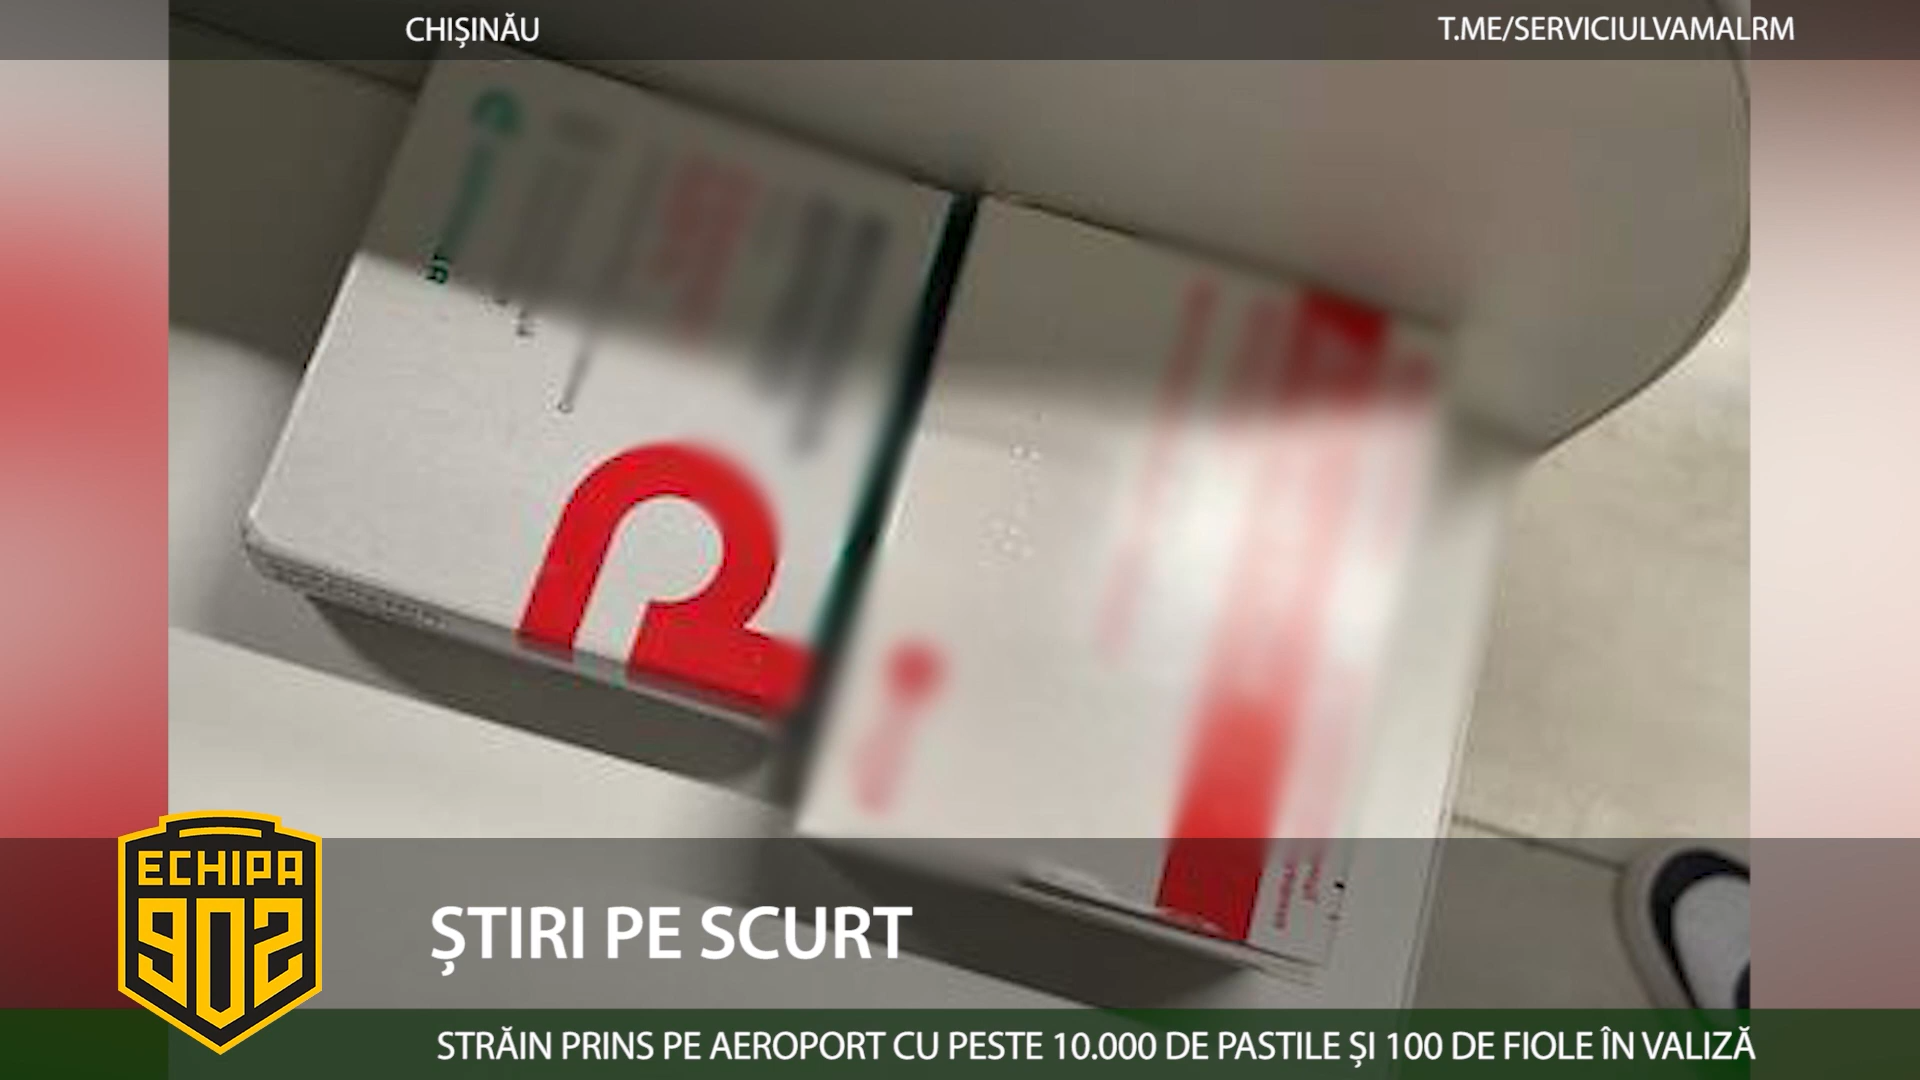 CHIȘINĂU
T.ME/SERVICIULVAMALRM
ECHIPA
902
ȘTIRI PE SCURT
STRĂIN PRINS PE AEROPORT CU PESTE 10.000 DE PASTILE ȘI 100 DE FIOLE ÎN VALIZĂ